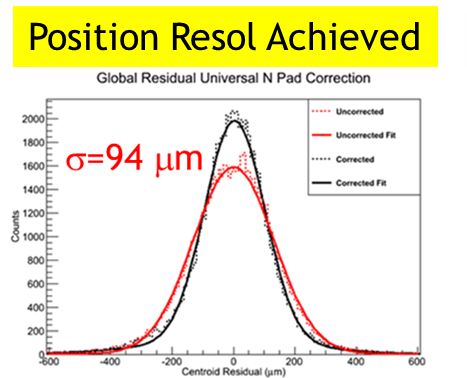 Position Resol Achieved
Global Residual Universal N Pad Correction
Counts
2000
1800
1600
1400
1200
1000
800
600
400
200
0
σ=94 μm
Uncorrected
Uncorrected Fit
Corrected
Corrected Fit
-600 -400 -200 0 200 400 600
Centroid Residual (μm)